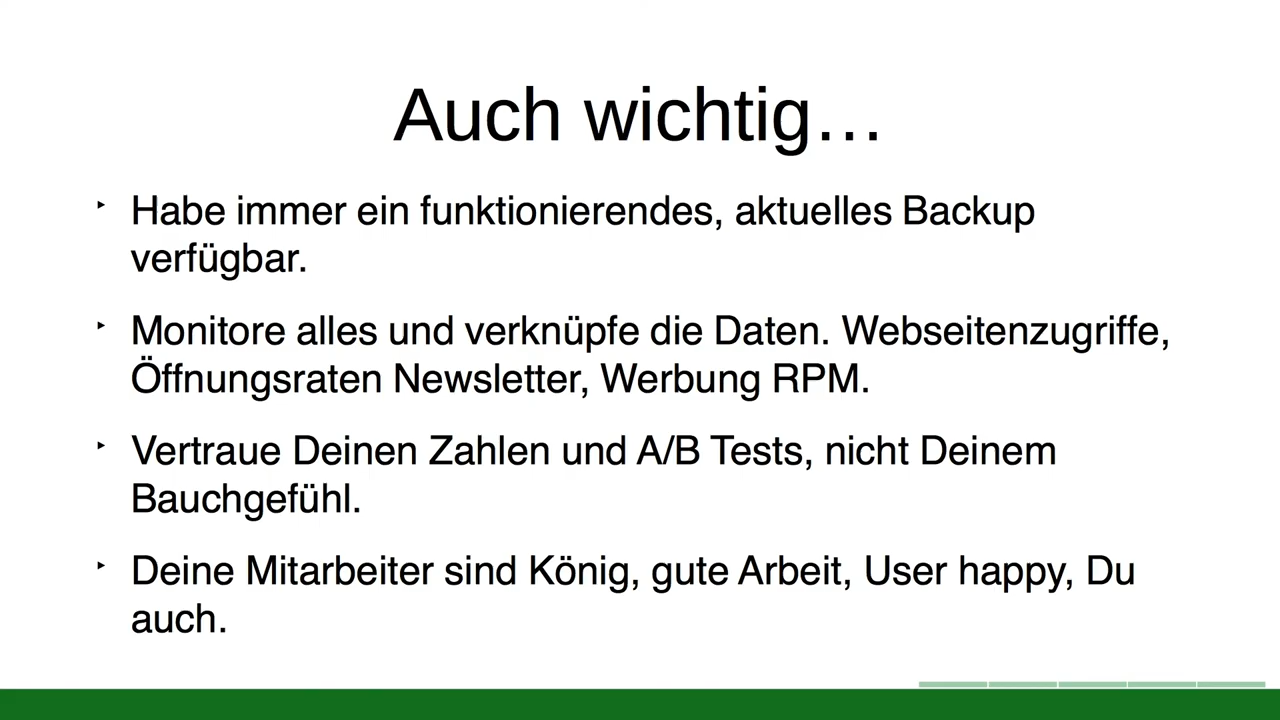 Auch wichtig…
‣ Habe immer ein funktionierendes, aktuelles Backup
verfügbar.
‣ Monitore alles und verknüpfe die Daten. Webseitenzugriffe,
Öffnungsraten Newsletter, Werbung RPM.
‣ Vertraue Deinen Zahlen und A/B Tests, nicht Deinem
Bauchgefühl.
‣ Deine Mitarbeiter sind König, gute Arbeit, User happy, Du
auch.